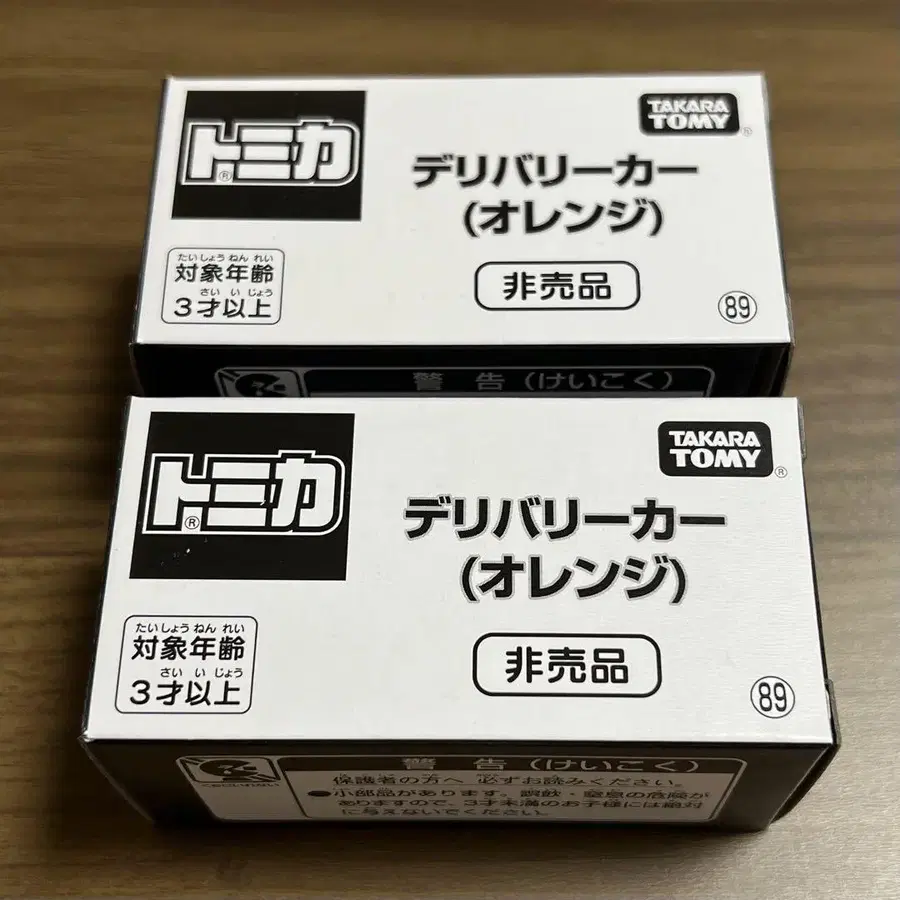 トミカ
®
TAKARA
TOMY
®
デリバリーカー
(オレンジ)
たいしょう ねん れい
対象年齢
さい い じょう
3才以上
非売品
89
警 告 (けいこく)
トミカ
®
TAKARA
TOMY
®
デリバリーカー
(オレンジ)
たいしょう ねん れい
対象年齢
さい い じょう
3才以上
非売品
89
警 告 (けいこく)
保護者の方へ 必ずお読みください。
●小部品があります。誤飲・窒息の危険が
ありますので、3才未満のお子様には絶対
に与えないでください。